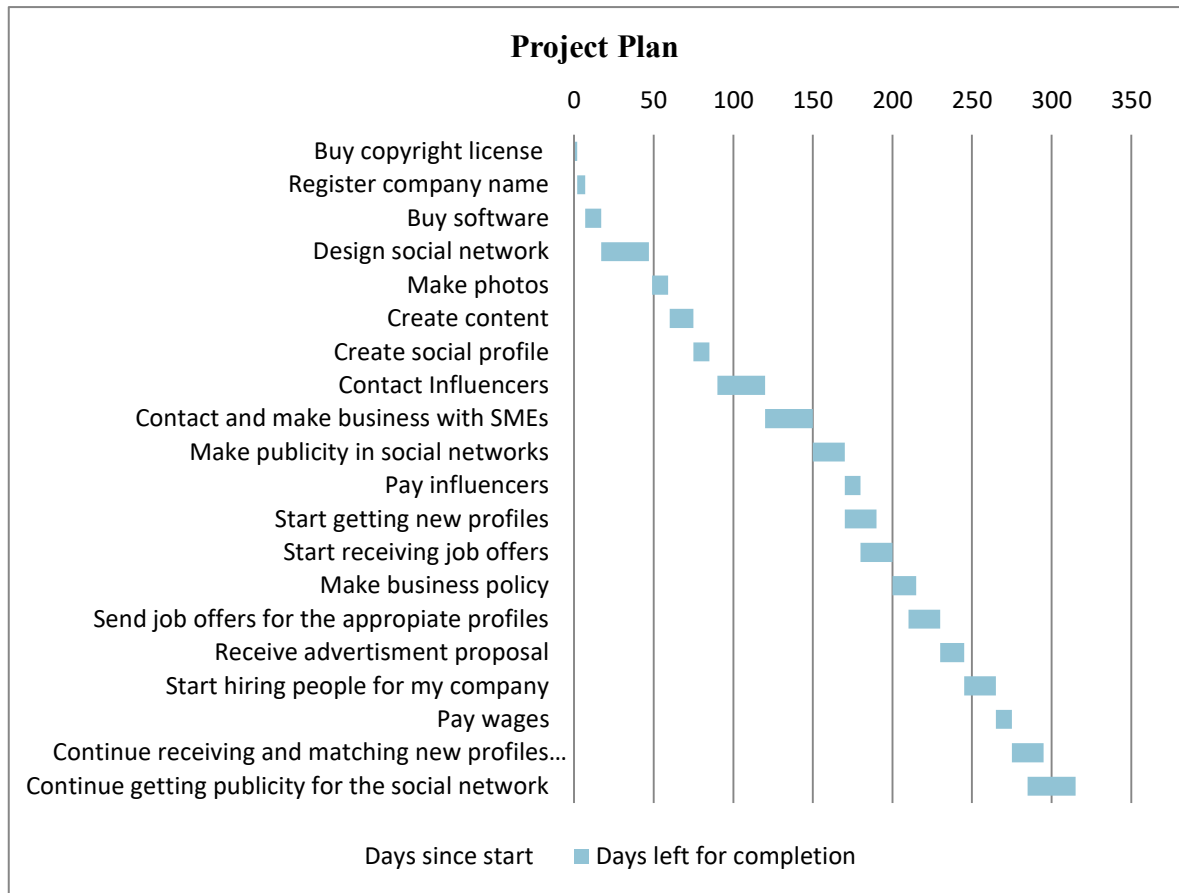 Project Plan
0 50 100 150 200 250 300 350
Buy copyright license
Register company name
Buy software
Design social network
Make photos
Create content
Create social profile
Contact Influencers
Contact and make business with SMEs
Make publicity in social networks
Pay influencers
Start getting new profiles
Start receiving job offers
Make business policy
Send job offers for the appropiate profiles
Receive advertisment proposal
Start hiring people for my company
Pay wages
Continue receiving and matching new profiles…
Continue getting publicity for the social network
Days since start Days left for completion